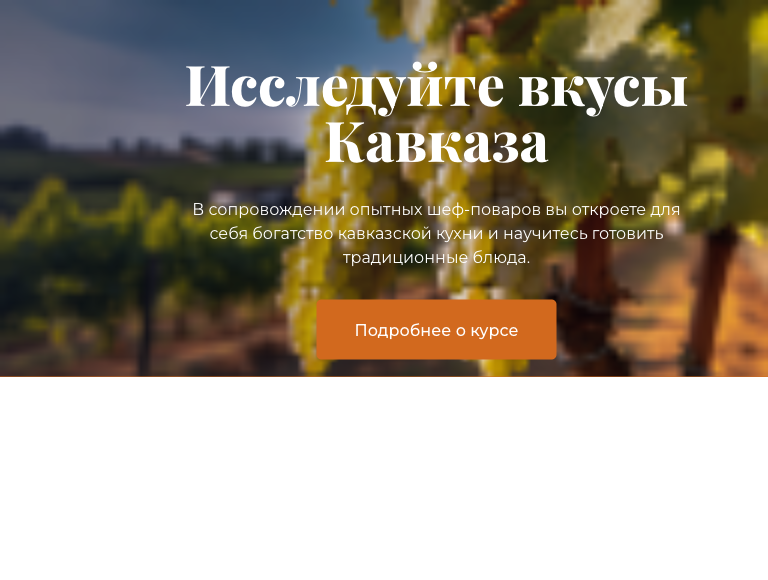 Исследуйте вкусы
Кавказа
В сопровождении опытных шеф-поваров вы откроете для
себя богатство кавказской кухни и научитесь готовить
традиционные блюда.
Подробнее о курсе